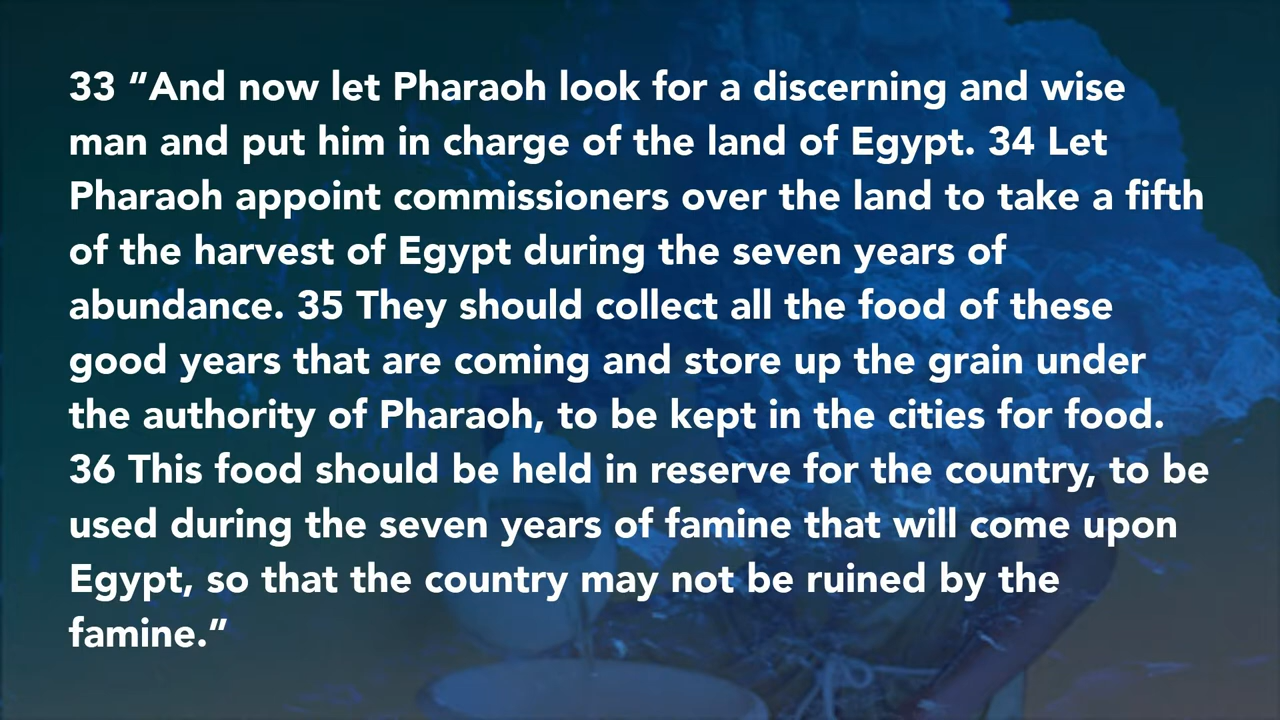 33 “And now let Pharaoh look for a discerning and wise
man and put him in charge of the land of Egypt. 34 Let
Pharaoh appoint commissioners over the land to take a fifth
of the harvest of Egypt during the seven years of
abundance. 35 They should collect all the food of these
good years that are coming and store up the grain under
the authority of Pharaoh, to be kept in the cities for food.
36 This food should be held in reserve for the country, to be
used during the seven years of famine that will come upon
Egypt, so that the country may not be ruined by the
famine.”